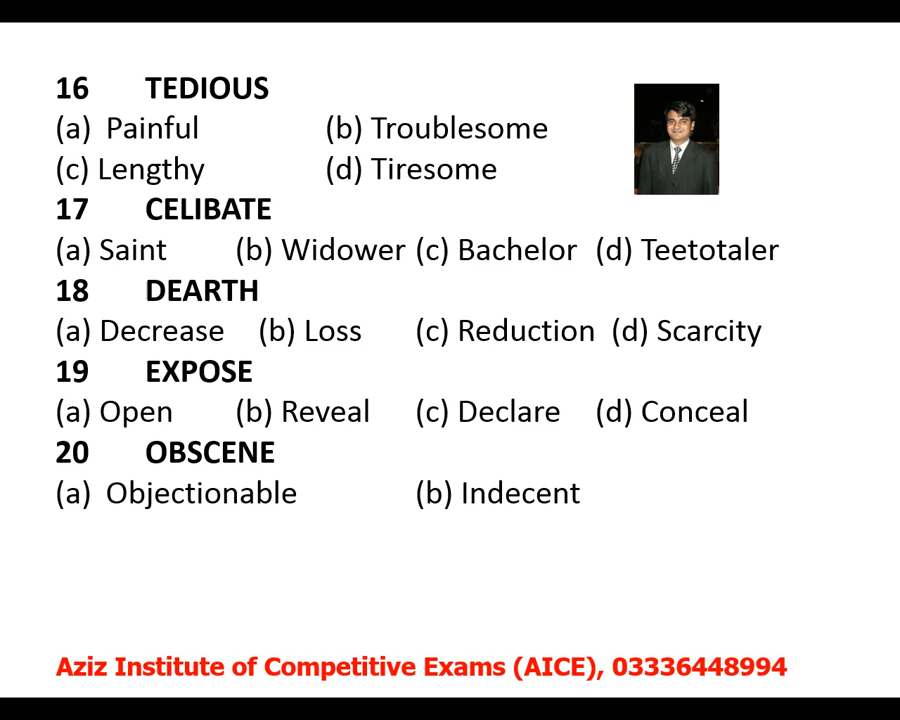 16 TEDIOUS
(a) Painful (b) Troublesome
(c) Lengthy (d) Tiresome
17 CELIBATE
(a) Saint (b) Widower (c) Bachelor (d) Teetotaler
18 DEARTH
(a) Decrease (b) Loss (c) Reduction (d) Scarcity
19 EXPOSE
(a) Open (b) Reveal (c) Declare (d) Conceal
20 OBSCENE
(a) Objectionable (b) Indecent
Aziz Institute of Competitive Exams (AICE), 03336448994